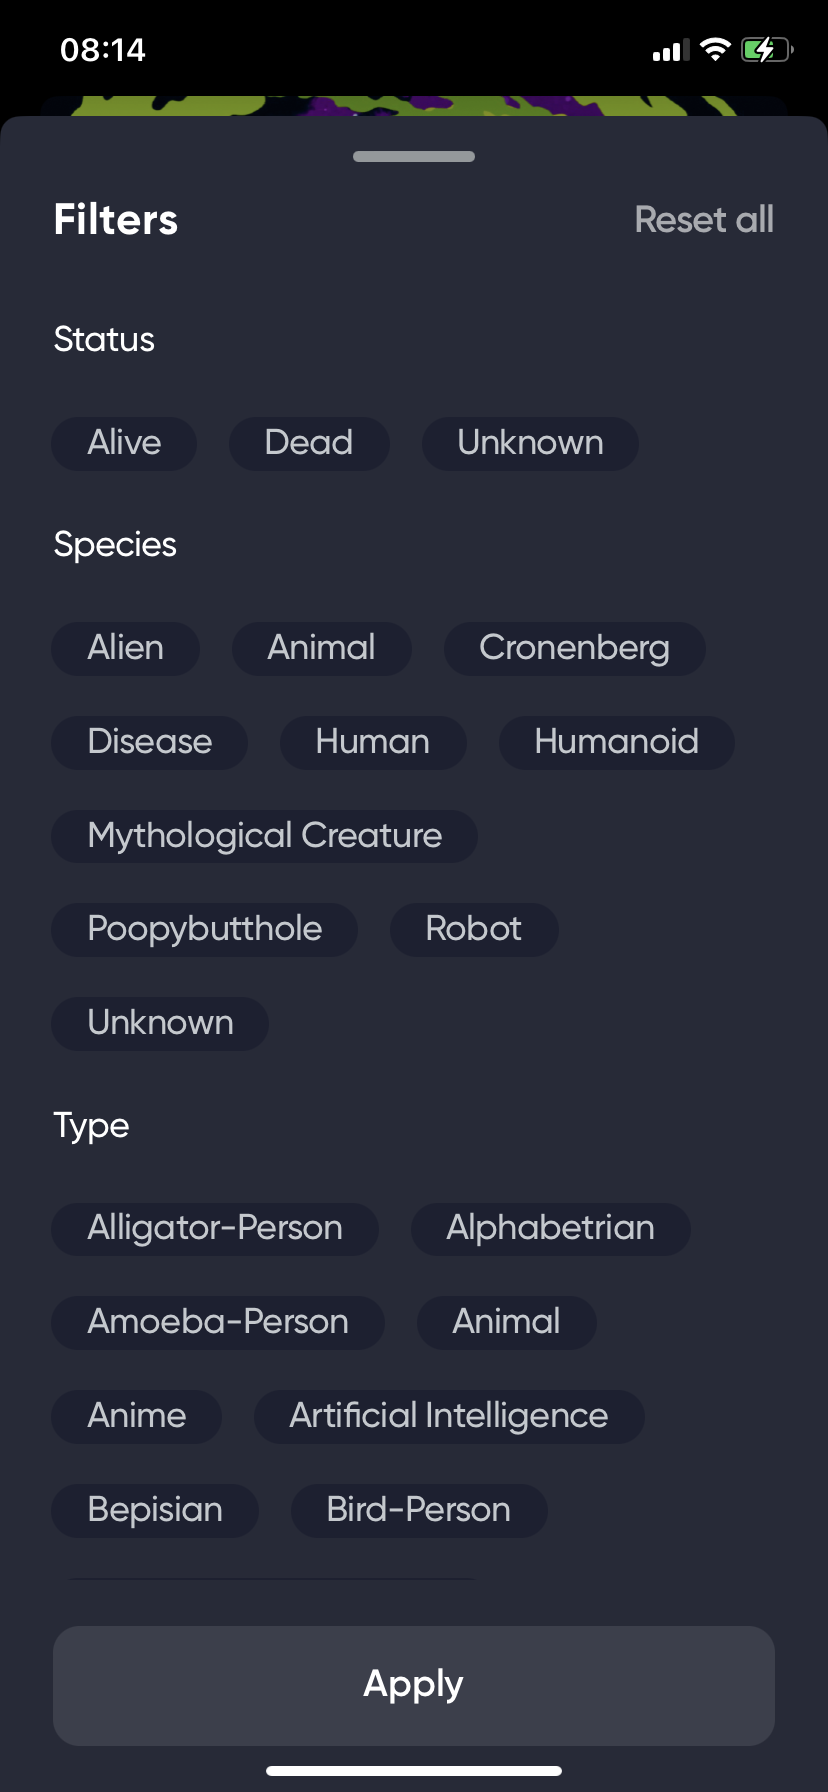 08:14
Filters
Reset all
Status
Alive
Dead
Unknown
Species
Alien
Animal
Cronenberg
Disease
Human
Humanoid
Mythological Creature
Poopybutthole
Robot
Unknown
Type
Alligator-Person
Alphabetrian
Amoeba-Person
Animal
Anime
Artificial Intelligence
Bepisian
Bird-Person
Apply